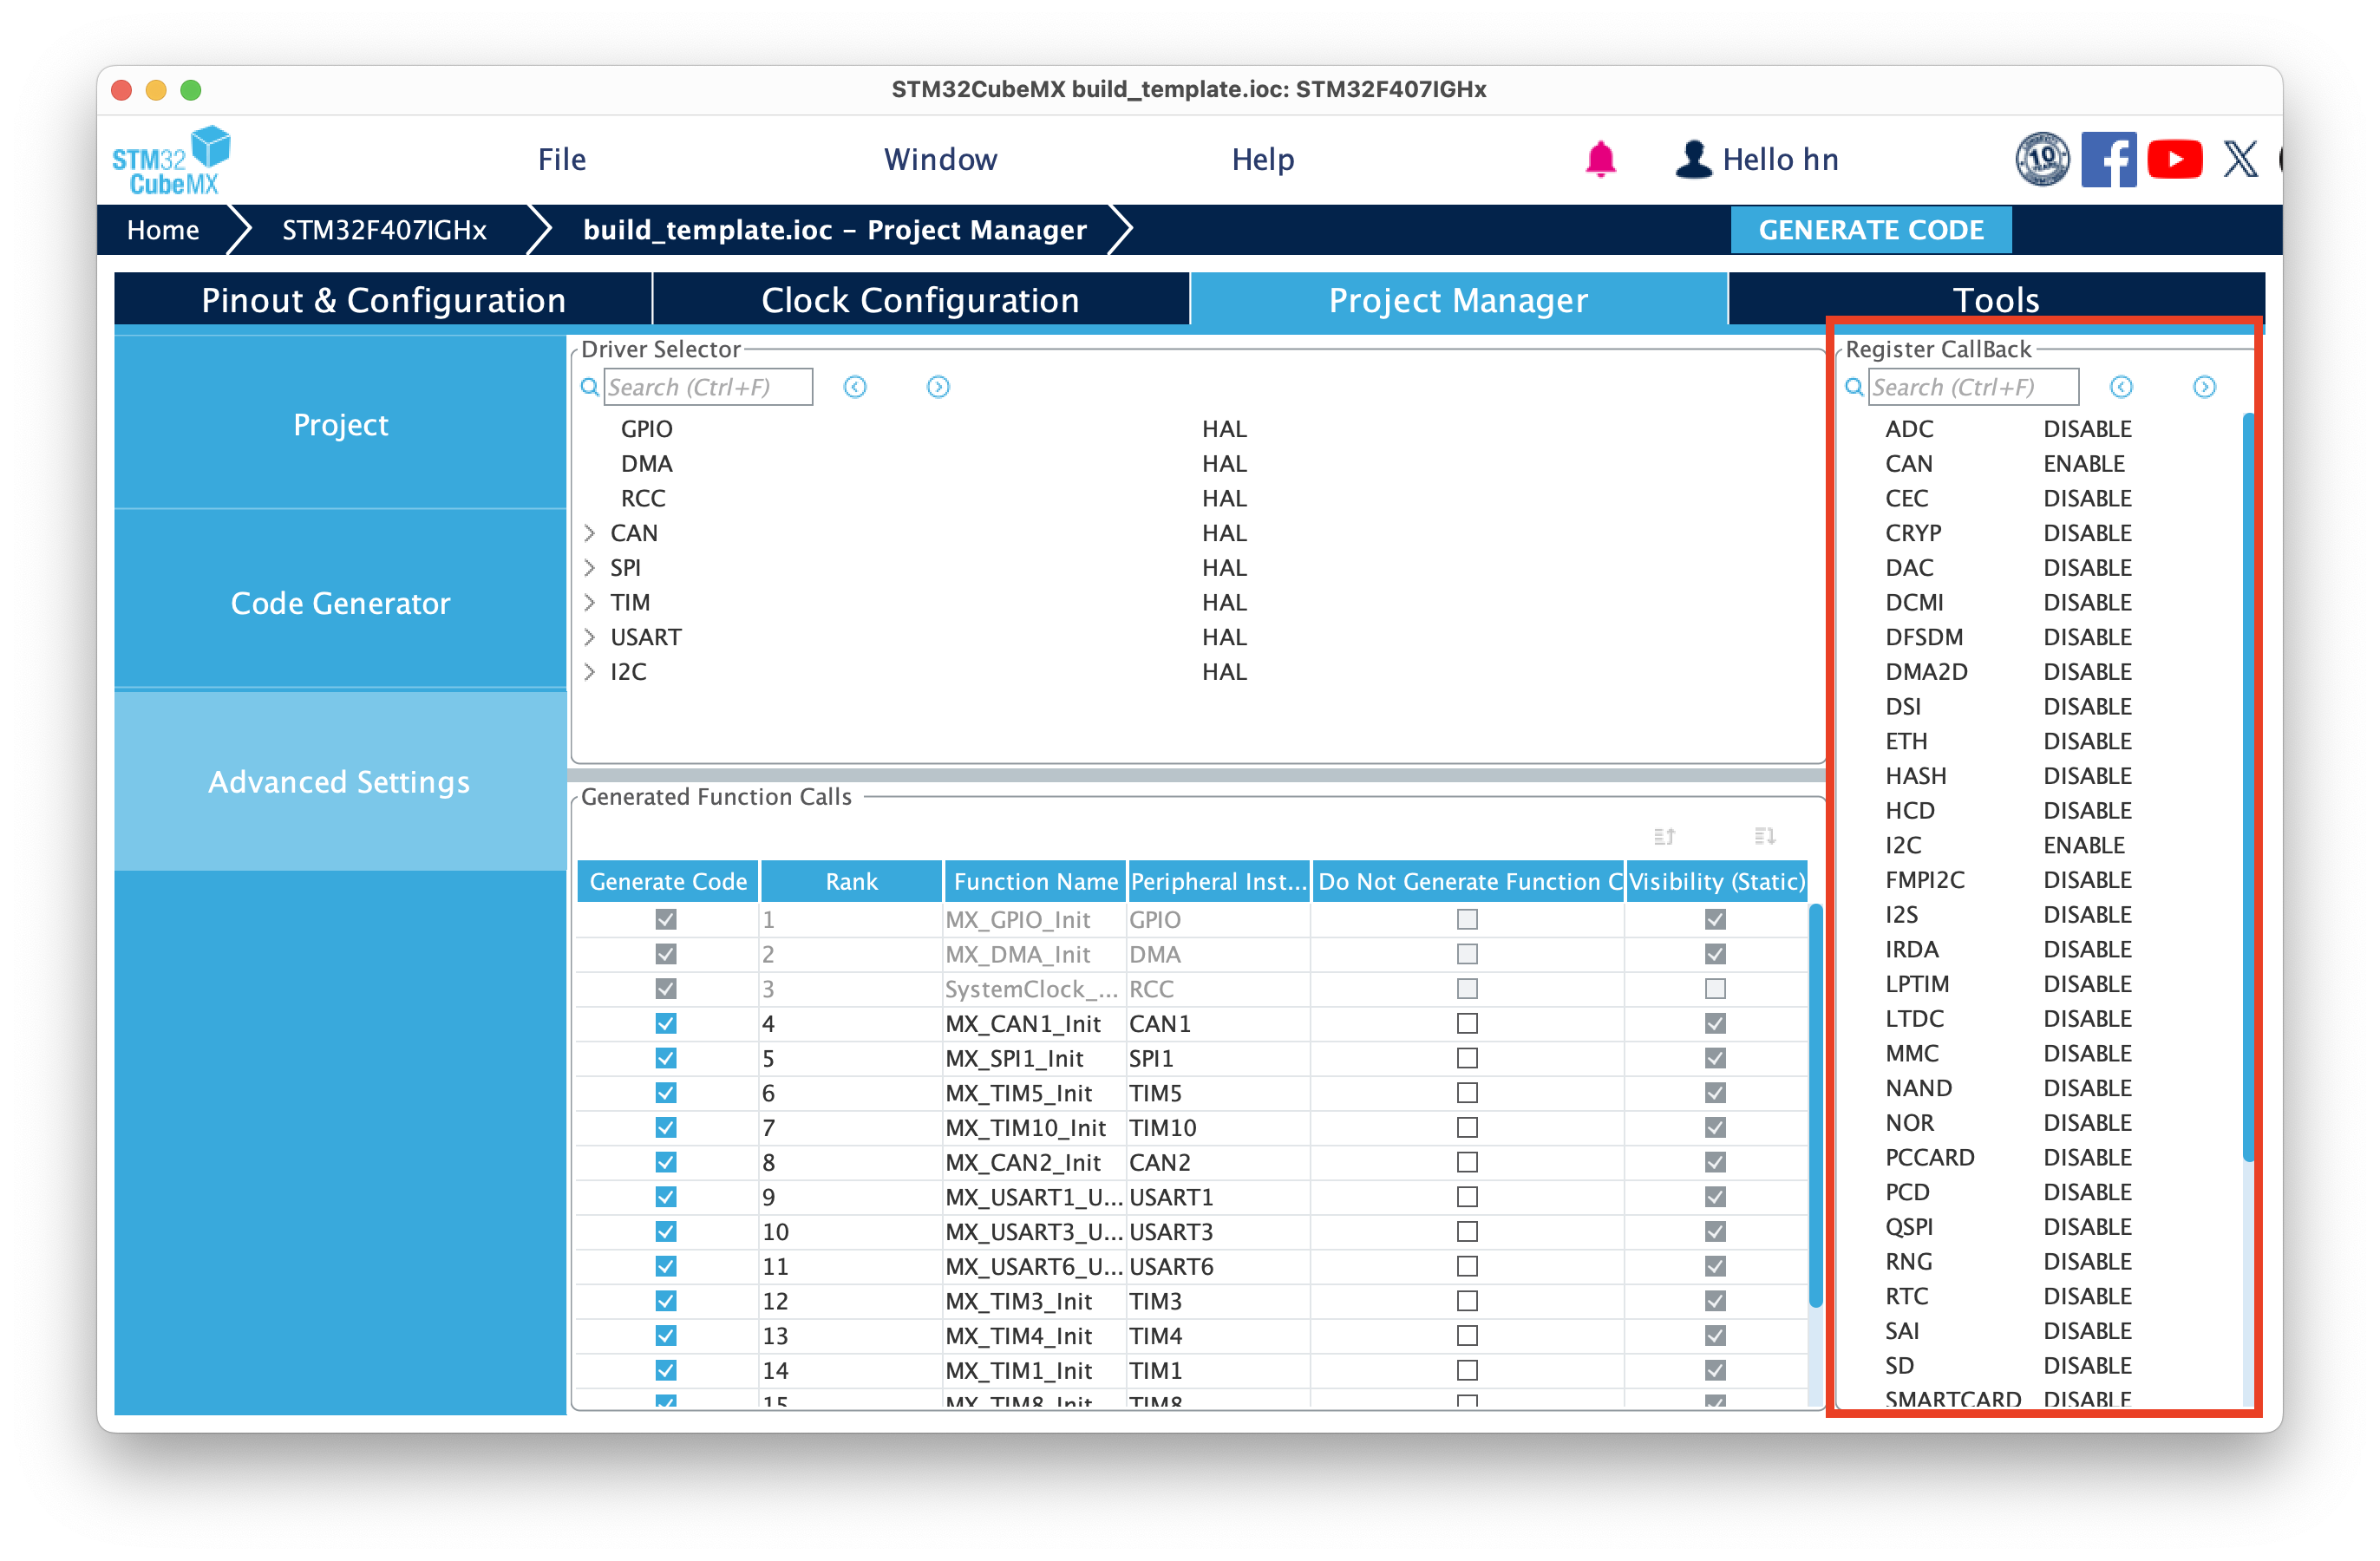 STM32CubeMX build_template.ioc: STM32F407IGHx
STM32
CubeMX
File
Window
Help
Hello hn
10
Home
STM32F407IGHx
build_template.ioc – Project Manager
GENERATE CODE
Pinout & Configuration
Clock Configuration
Project Manager
Tools
Project
Code Generator
Advanced Settings
Driver Selector
Search (Ctrl+F)
GPIO HAL
DMA HAL
RCC HAL
CAN HAL
SPI HAL
TIM HAL
USART HAL
I2C HAL
Generated Function Calls
Generate Code Rank Function Name Peripheral Inst... Do Not Generate Function C Visibility (Static)
1 MX_GPIO_Init GPIO
2 MX_DMA_Init DMA
3 SystemClock_... RCC
4 MX_CAN1_Init CAN1
5 MX_SPI1_Init SPI1
6 MX_TIM5_Init TIM5
7 MX_TIM10_Init TIM10
8 MX_CAN2_Init CAN2
9 MX_USART1_U... USART1
10 MX_USART3_U... USART3
11 MX_USART6_U... USART6
12 MX_TIM3_Init TIM3
13 MX_TIM4_Init TIM4
14 MX_TIM1_Init TIM1
15 MX_TIM8_Init TIM8
Register CallBack
Search (Ctrl+F)
ADC DISABLE
CAN ENABLE
CEC DISABLE
CRYP DISABLE
DAC DISABLE
DCMI DISABLE
DFSDM DISABLE
DMA2D DISABLE
DSI DISABLE
ETH DISABLE
HASH DISABLE
HCD DISABLE
I2C ENABLE
FMPI2C DISABLE
I2S DISABLE
IRDA DISABLE
LPTIM DISABLE
LTDC DISABLE
MMC DISABLE
NAND DISABLE
NOR DISABLE
PCCARD DISABLE
PCD DISABLE
QSPI DISABLE
RNG DISABLE
RTC DISABLE
SAI DISABLE
SD DISABLE
SMARTCARD DISABLE